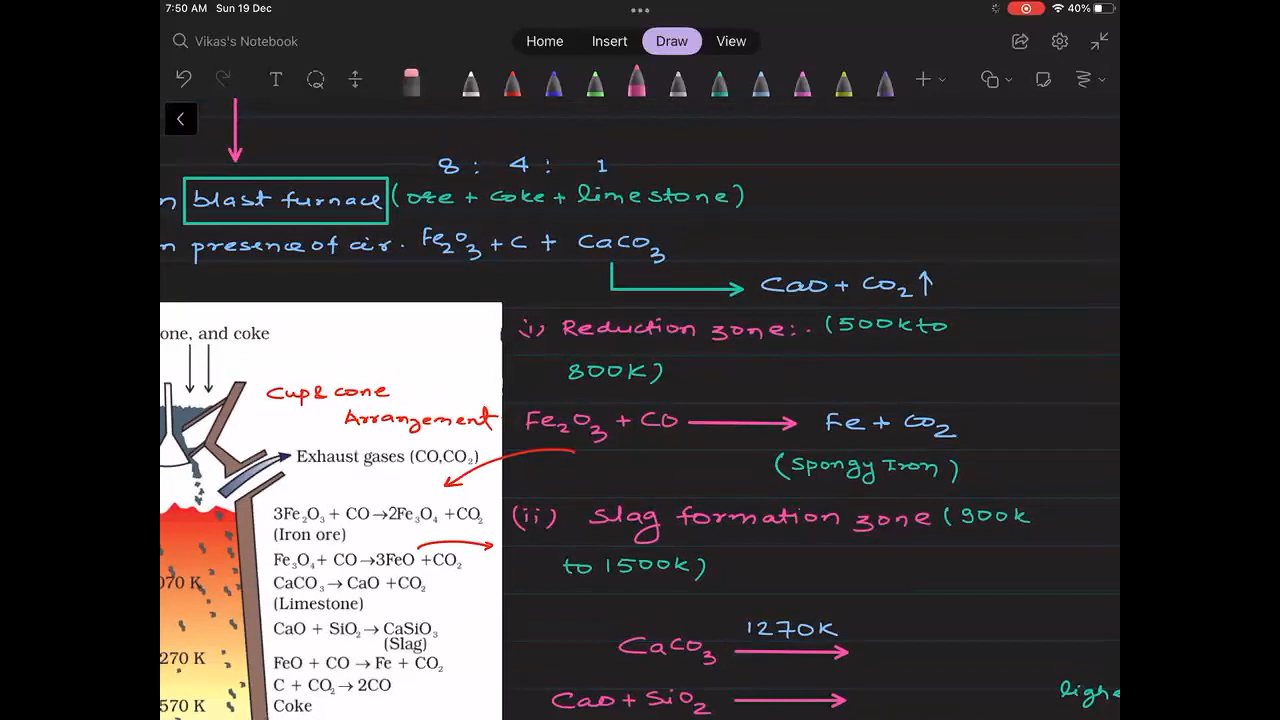 7:50 AM Sun 19 Dec
40%
Vikas's Notebook
Home Insert Draw View
8 : 4 : 1
n blast furnace (ore + coke + limestone)
n presence of air. Fe₂O₃ + C + CaCO₃
CaO + CO₂ ↑
one, and coke
Cup & cone
Arrangement
Exhaust gases (CO,CO₂)
3Fe₂O₃ + CO→2Fe₃O₄ +CO₂
(Iron ore)
Fe₃O₄+ CO→3FeO +CO₂
070 K
CaCO₃→ CaO +CO₂
(Limestone)
CaO + SiO₂→ CaSiO₃
(Slag)
270 K
FeO + CO → Fe + CO₂
C + CO₂→ 2CO
570 K
Coke
i) Reduction zone:. (500k to
800K)
Fe₂O₃ + CO → Fe + CO₂
(Spongy Iron)
(ii) Slag formation zone (900k
to 1500k)
CaCO₃ 1270K →
CaO + SiO₂ →